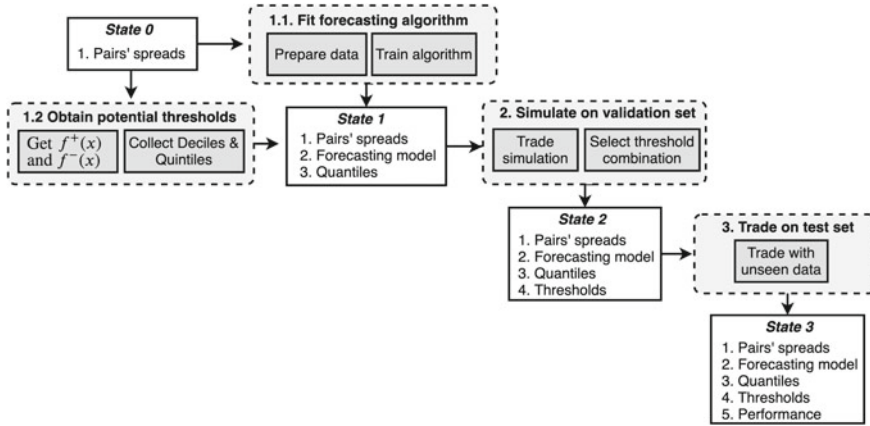 State 0
1. Pairs' spreads
1.1. Fit forecasting algorithm
Prepare data
Train algorithm
1.2 Obtain potential thresholds
Get f⁺(x)
and f⁻(x)
Collect Deciles &
Quintiles
State 1
1. Pairs' spreads
2. Forecasting model
3. Quantiles
2. Simulate on validation set
Trade
simulation
Select threshold
combination
State 2
1. Pairs' spreads
2. Forecasting model
3. Quantiles
4. Thresholds
3. Trade on test set
Trade with
unseen data
State 3
1. Pairs' spreads
2. Forecasting model
3. Quantiles
4. Thresholds
5. Performance